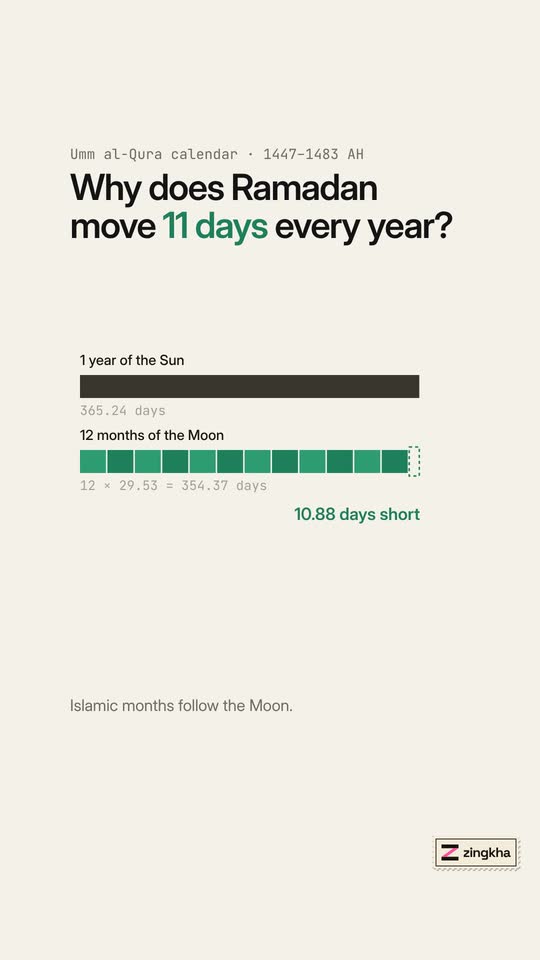 Umm al-Qura calendar · 1447–1483 AH
Why does Ramadan
move 11 days every year?
1 year of the Sun
365.24 days
12 months of the Moon
12 × 29.53 = 354.37 days
10.88 days short
Islamic months follow the Moon.
zingkha